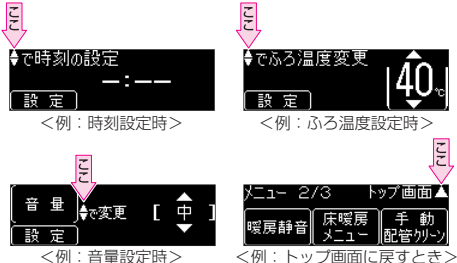 ここ
♦で時刻の設定
--:--
設 定
<例：時刻設定時>
ここ
♦でふろ温度変更
40℃
設 定
<例：ふろ温度設定時>
ここ
音 量 ♦で変更 [ 中 ]
設 定
<例：音量設定時>
ここ
メニュー 2/3 トップ画面▲
暖房静音 床暖房メニュー 手 動配管クリーン
<例：トップ画面に戻すとき>